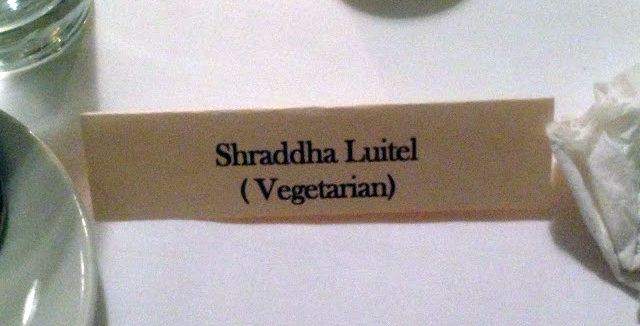 Shraddha Luitel
(Vegetarian)